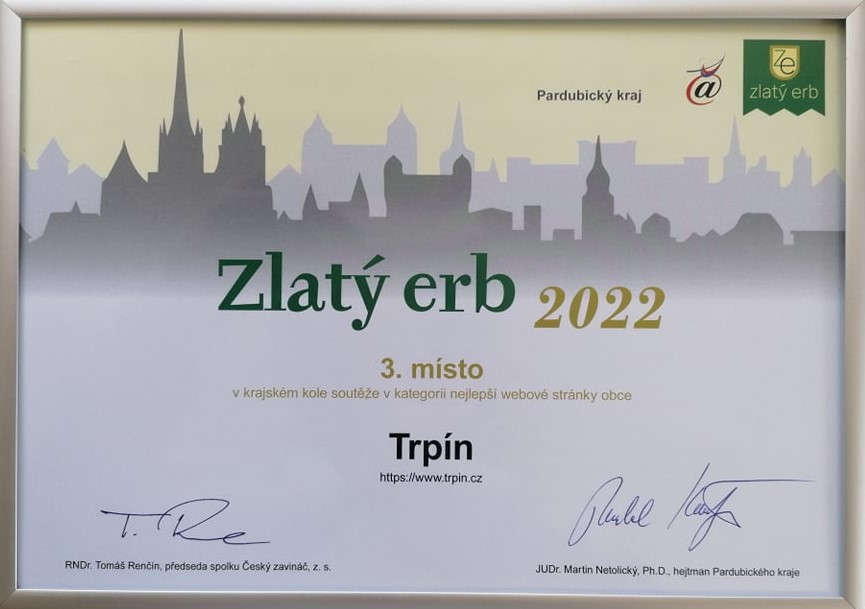 Pardubický kraj
@
Ze
zlatý erb
Zlatý erb 2022
3. místo
v krajském kole soutěže v kategorii nejlepší webové stránky obce
Trpín
https://www.trpin.cz
RNDr. Tomáš Renčín, předseda spolku Český zavináč, z. s.
JUDr. Martin Netolický, Ph.D., hejtman Pardubického kraje